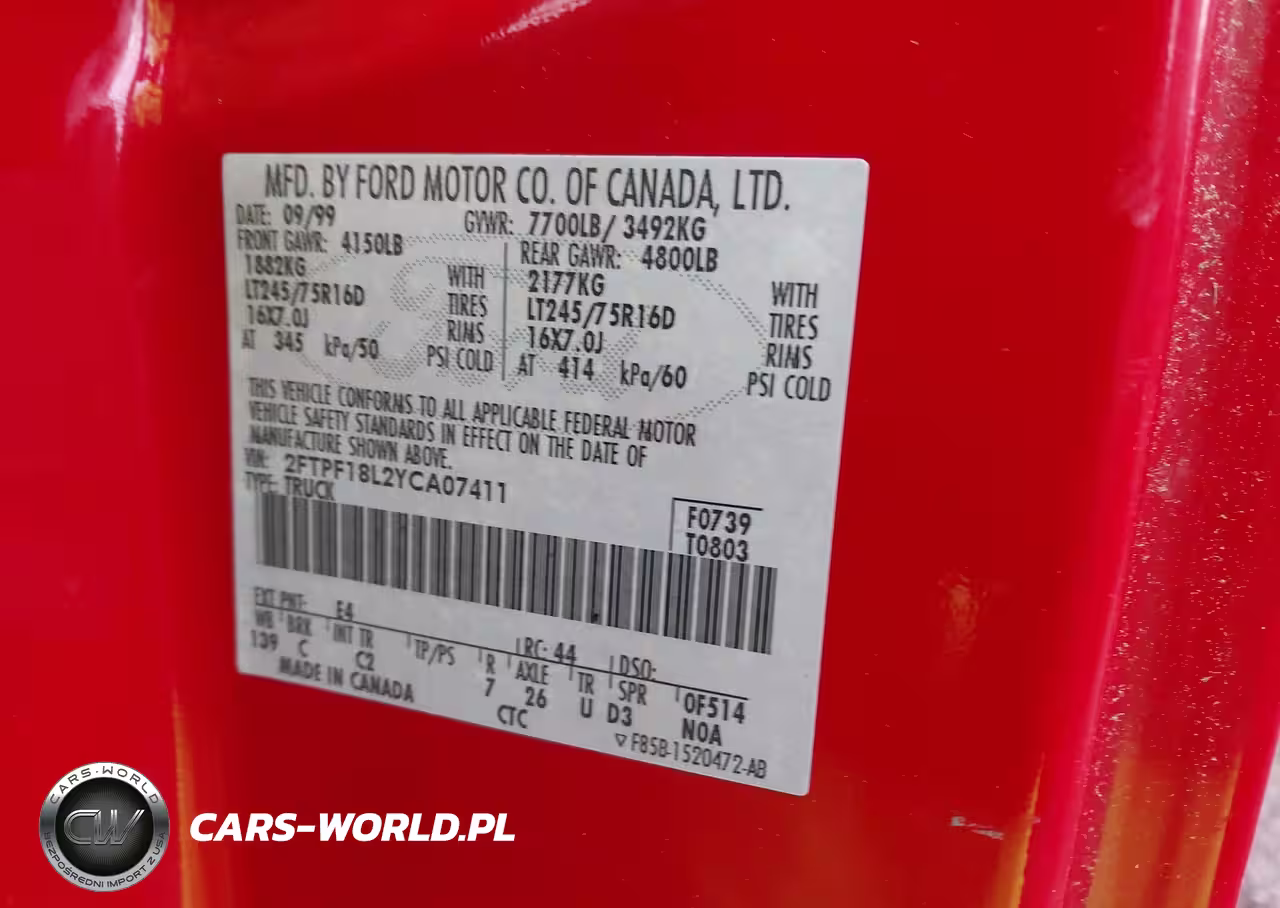 MFD. BY FORD MOTOR CO. OF CANADA, LTD.
DATE: 09/99 GVWR: 7700LB/ 3492KG
FRONT GAWR: 4150LB REAR GAWR: 4800LB
1882KG WITH 2177KG WITH
LT245/75R16D TIRES LT245/75R16D TIRES
16X7.0J RIMS 16X7.0J RIMS
AT 345 kPa/50 PSI COLD AT 414 kPa/60 PSI COLD
THIS VEHICLE CONFORMS TO ALL APPLICABLE FEDERAL MOTOR
VEHICLE SAFETY STANDARDS IN EFFECT ON THE DATE OF
MANUFACTURE SHOWN ABOVE.
VIN: 2FTPF18L2YCA07411
TYPE: TRUCK
F0739
T0803
EXT PNT: E4 RC: 44 DSO:
WB BRK INT TR TP/PS R AXLE TR SPR 0F514
139 C C2 7 26 U D3 N0A
MADE IN CANADA CTC
▽ F85B-1520472-AB
CARS-WORLD
CW
BEZPOŚREDNI IMPORT Z USA
CARS-WORLD.PL